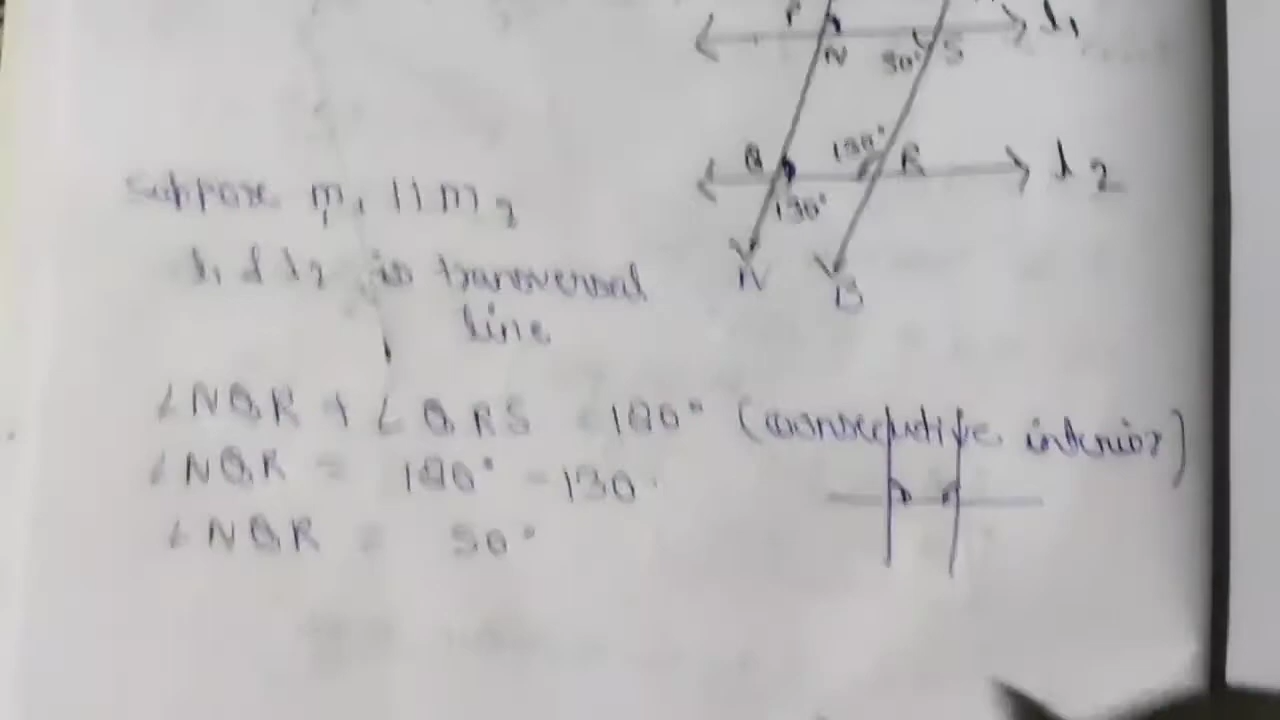 P
l₁
N
50°
S
Q
130°
R
l₂
130°
A
B
suppose m₁ || m₂
l₁ & l₂ is transversal
line
∠NQR + ∠QRS = 180° (consecutive interior)
∠NQR = 180° - 130
∠NQR = 50°